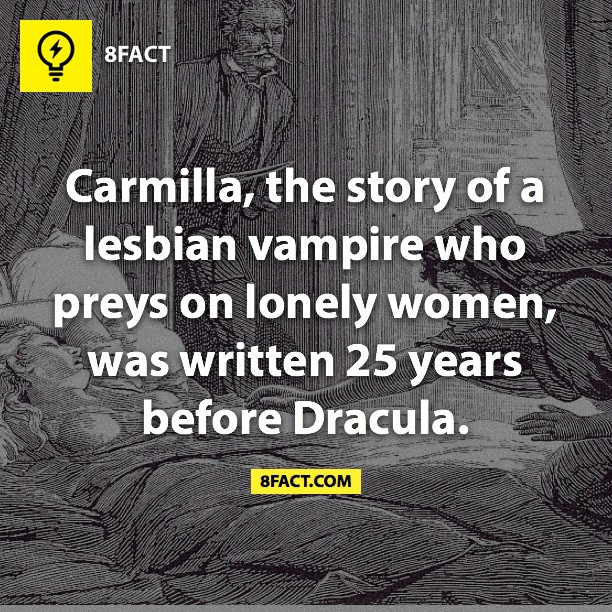 8FACT
Carmilla, the story of a
lesbian vampire who
preys on lonely women,
was written 25 years
before Dracula.
8FACT.COM